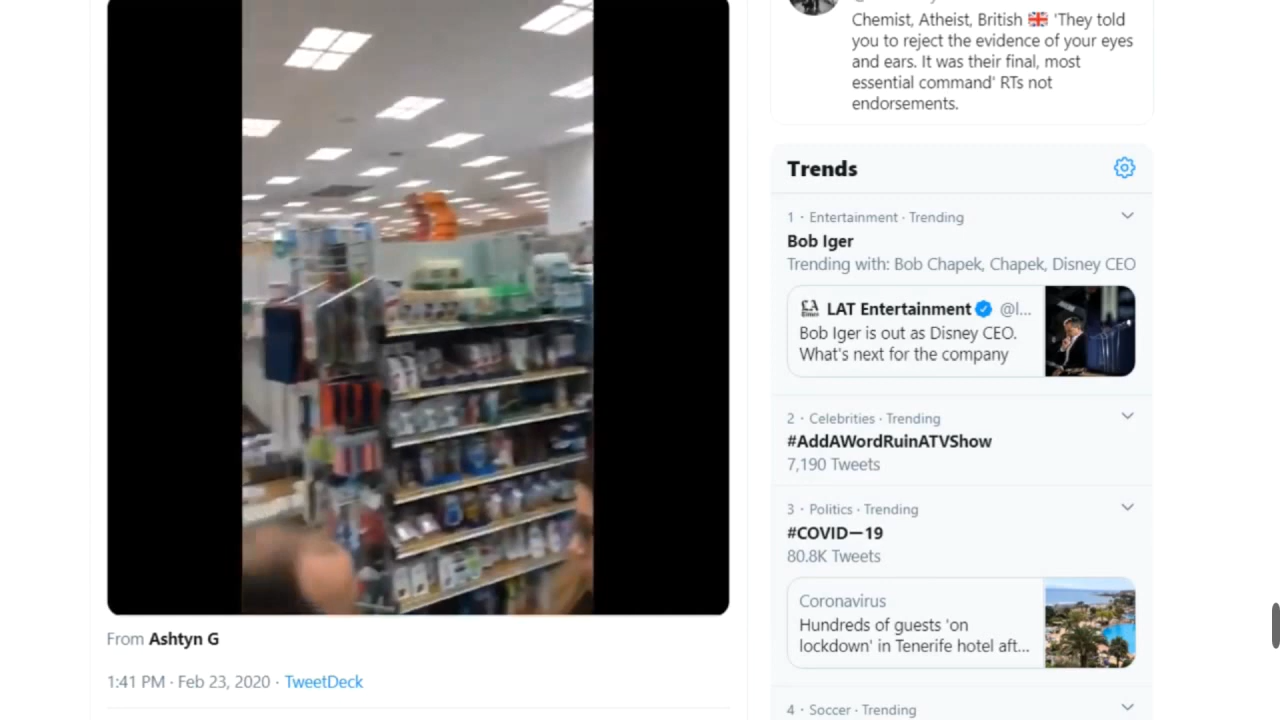 Chemist, Atheist, British 'They told
you to reject the evidence of your eyes
and ears. It was their final, most
essential command' RTs not
endorsements.
Trends
1 · Entertainment · Trending
Bob Iger
Trending with: Bob Chapek, Chapek, Disney CEO
LAT Entertainment @l...
Bob Iger is out as Disney CEO.
What's next for the company
2 · Celebrities · Trending
#AddAWordRuinATVShow
7,190 Tweets
3 · Politics · Trending
#COVID—19
80.8K Tweets
Coronavirus
Hundreds of guests 'on
lockdown' in Tenerife hotel aft...
4 · Soccer · Trending
From Ashtyn G
1:41 PM · Feb 23, 2020 · TweetDeck